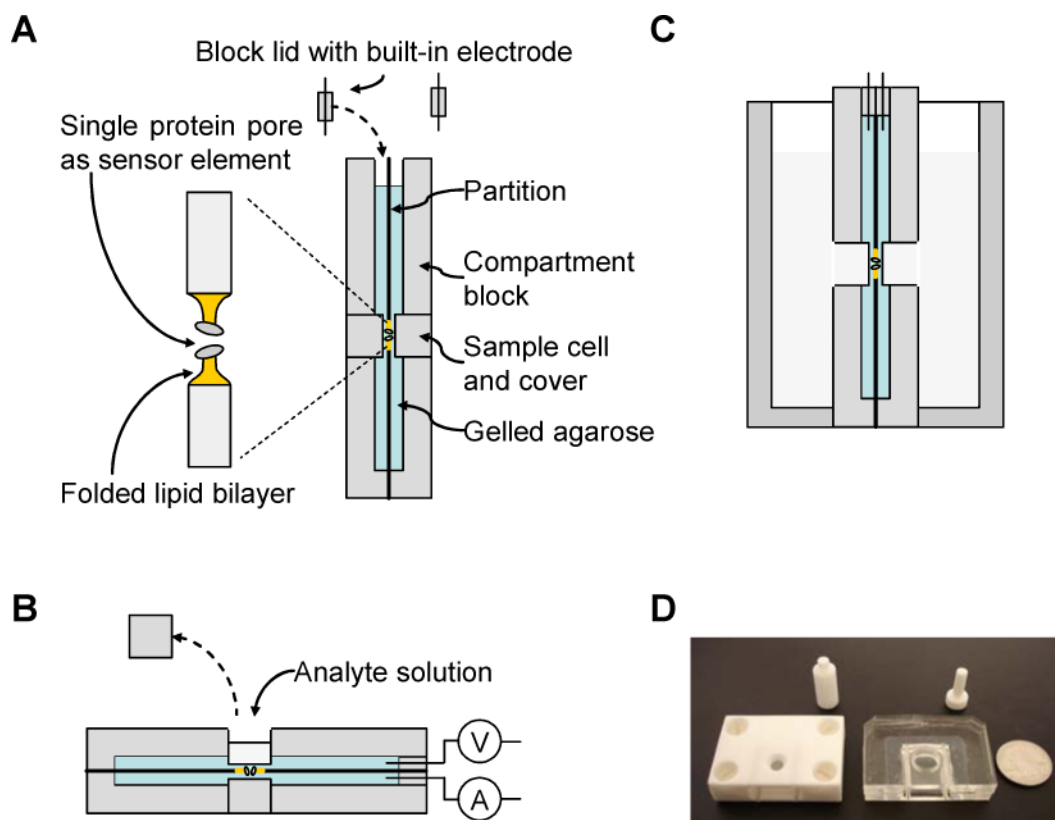 A
Block lid with built-in electrode
Single protein pore
as sensor element
Partition
Compartment
block
Sample cell
and cover
Gelled agarose
Folded lipid bilayer
C
B
Analyte solution
V
A
D